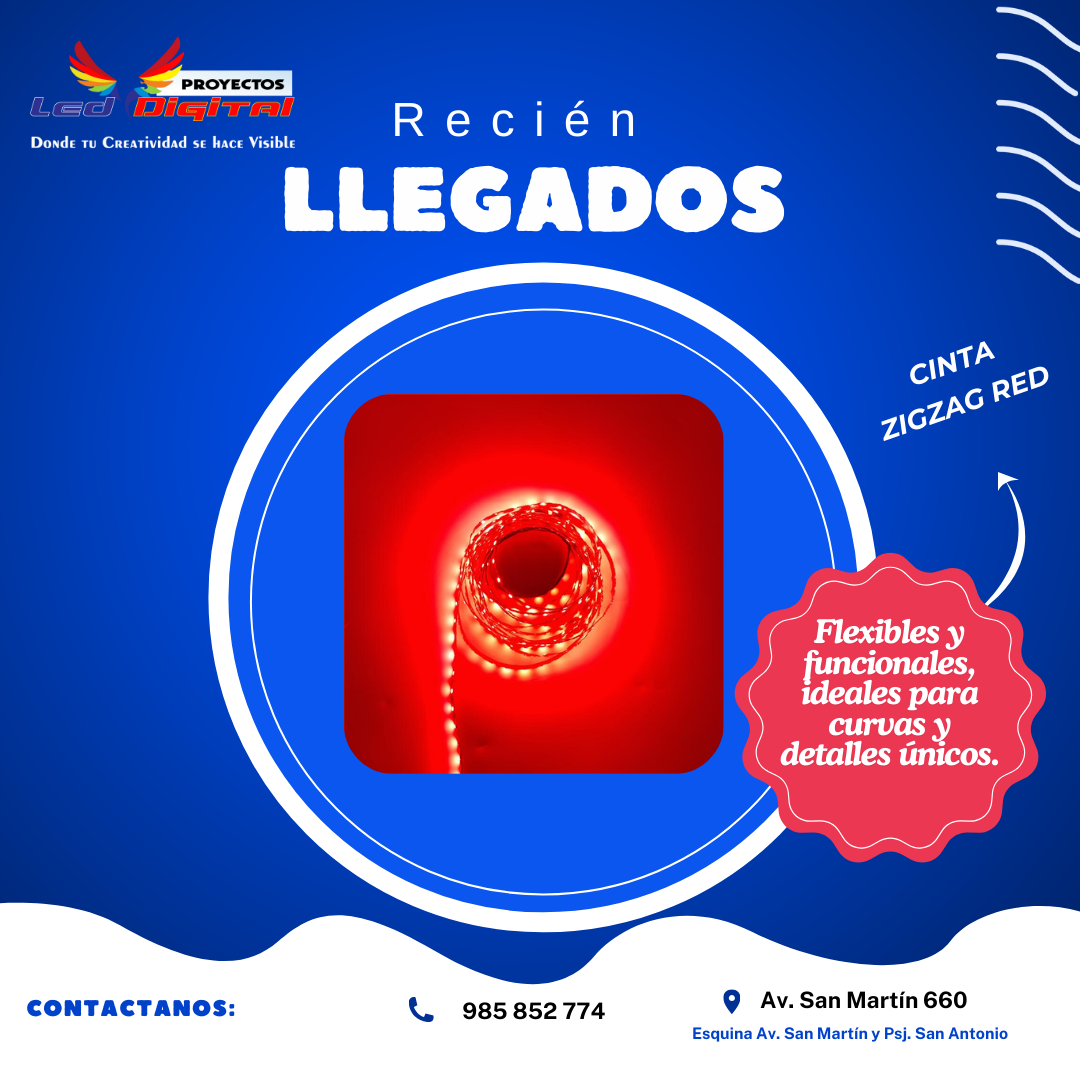 PROYECTOS
Led Digital
Donde tu Creatividad se hace Visible
Recién
LLEGADOS
CINTA
ZIGZAG RED
Flexibles y
funcionales,
ideales para
curvas y
detalles únicos.
CONTACTANOS:
985 852 774
Av. San Martín 660
Esquina Av. San Martín y Psj. San Antonio